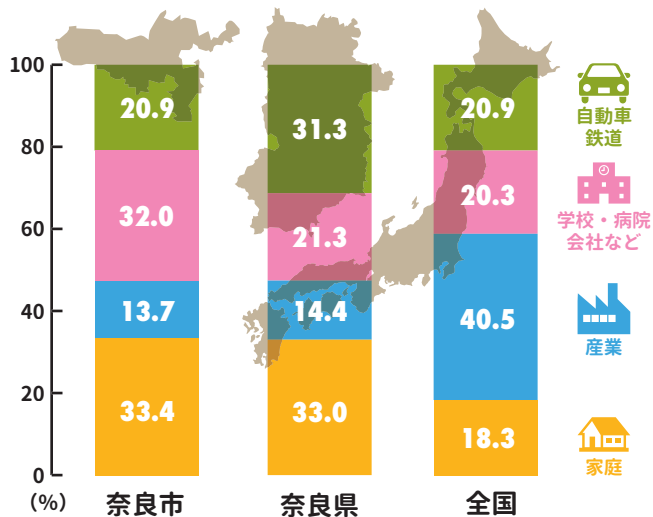 100
80
60
40
20
0
(%)
20.9
32.0
13.7
33.4
奈良市
31.3
21.3
14.4
33.0
奈良県
20.9
20.3
40.5
18.3
全国
自動車
鉄道
学校・病院
会社など
産業
家庭